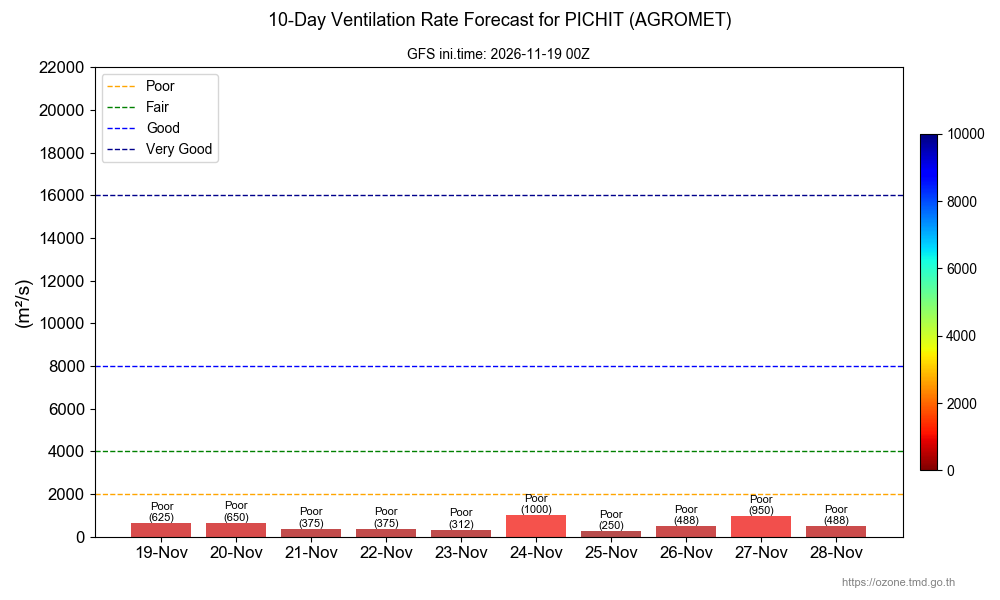 10-Day Ventilation Rate Forecast for PICHIT (AGROMET)
GFS ini.time: 2026-11-19 00Z
(m²/s)
22000
20000
18000
16000
14000
12000
10000
8000
6000
4000
2000
0
Poor
Fair
Good
Very Good
Poor
(625)
Poor
(650)
Poor
(375)
Poor
(375)
Poor
(312)
Poor
(1000)
Poor
(250)
Poor
(488)
Poor
(950)
Poor
(488)
19-Nov 20-Nov 21-Nov 22-Nov 23-Nov 24-Nov 25-Nov 26-Nov 27-Nov 28-Nov
10000
8000
6000
4000
2000
0
https://ozone.tmd.go.th